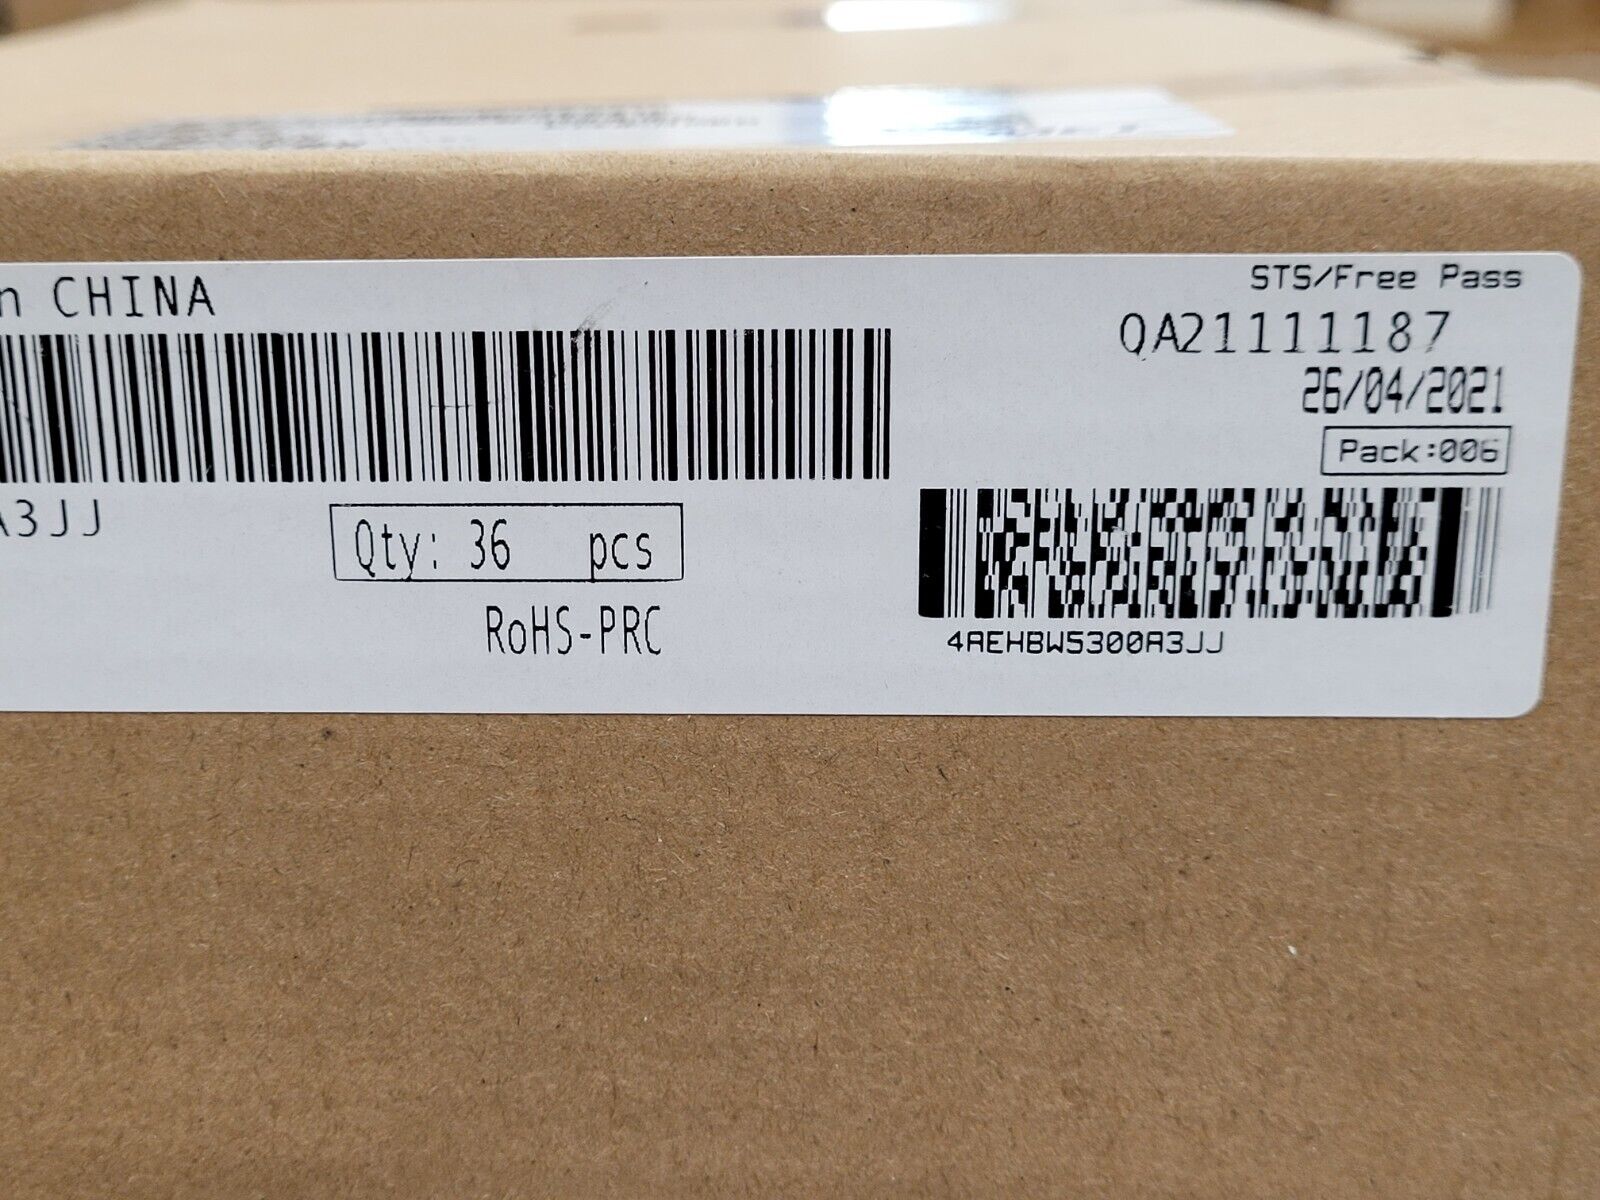 n CHINA
STS/Free Pass
QA21111187
26/04/2021
Pack:006
A3JJ
Qty: 36 pcs
RoHS-PRC
4AEHBW5300A3JJ